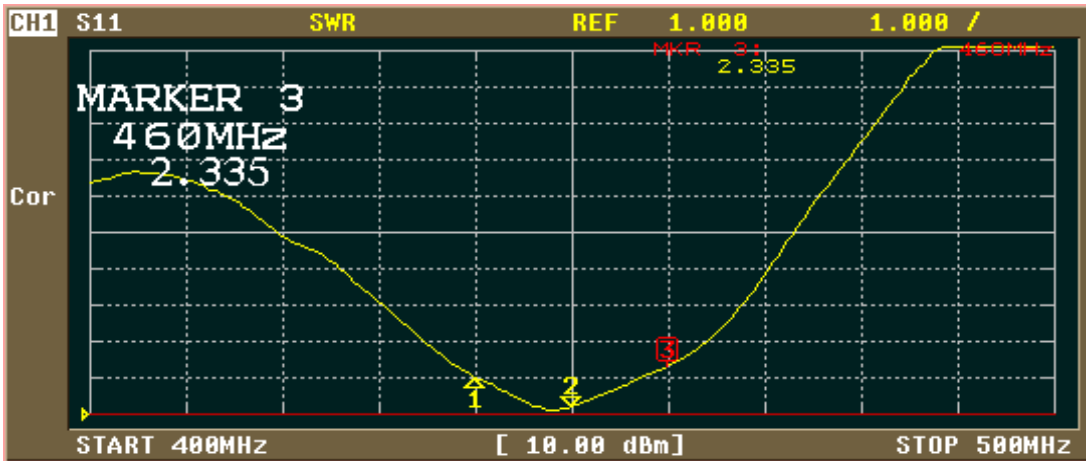 CH1 S11 SWR REF 1.000 1.000 /
MKR 3: 460MHz
2.335
MARKER 3
460MHz
2.335
Cor
3
1
2
START 400MHz [ 10.00 dBm] STOP 500MHz